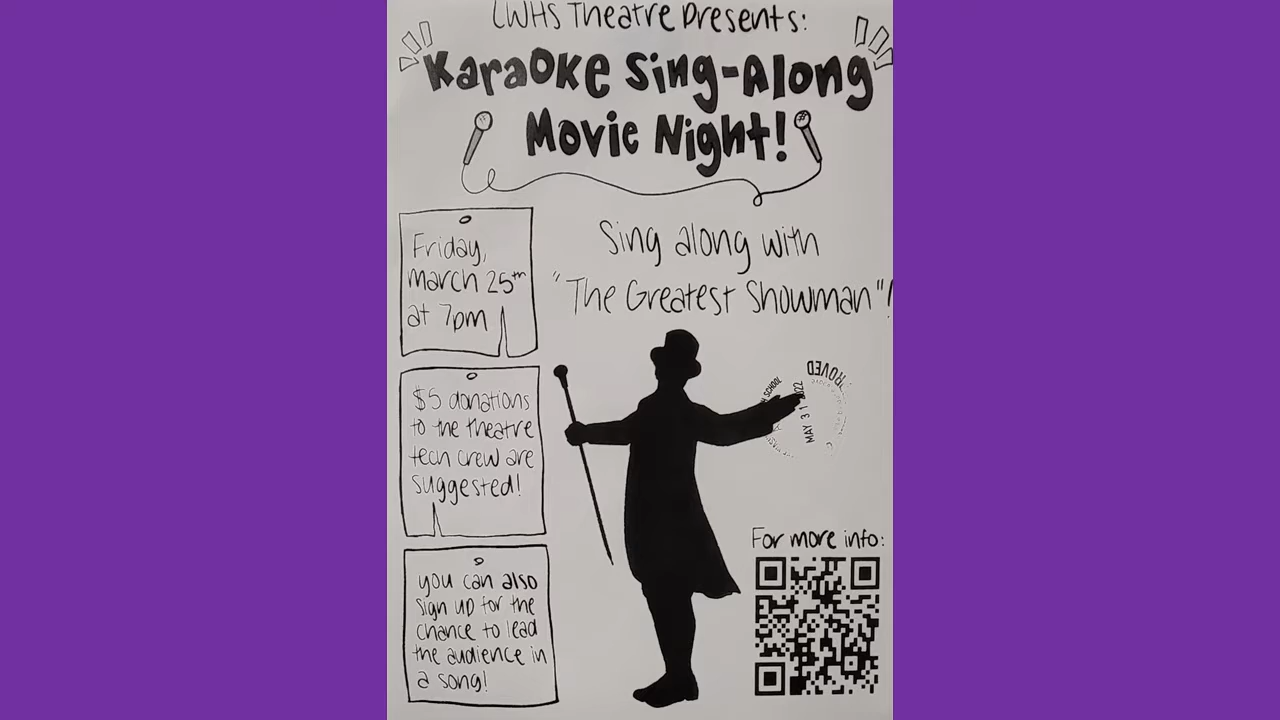 LWHS Theatre Presents:
Karaoke Sing-Along
Movie Night!
Sing along with
"The Greatest Showman"!
Friday,
march 25th
at 7pm
$5 donations
to the theatre
tech crew are
suggested!
you can also
sign up for the
chance to lead
the audience in
a song!
MAY 31 2022
SCHOOL
For more info: